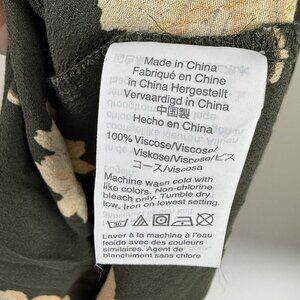 Made in China
Fabriqué en Chine
in China Hergestellt
Vervaardigd in China
中国製
Hecho en China
100% Viscose/Viscose/
Viskose/Viscose/ビス
コース/Viscosa
Machine wash cold with
like colors. Non-chlorine
bleach only. Tumble dry
low. Iron on lowest setting.
Laver à la machine à l'eau
froide avec des couleurs
similaires. Agent de
blanchiment sans chlore